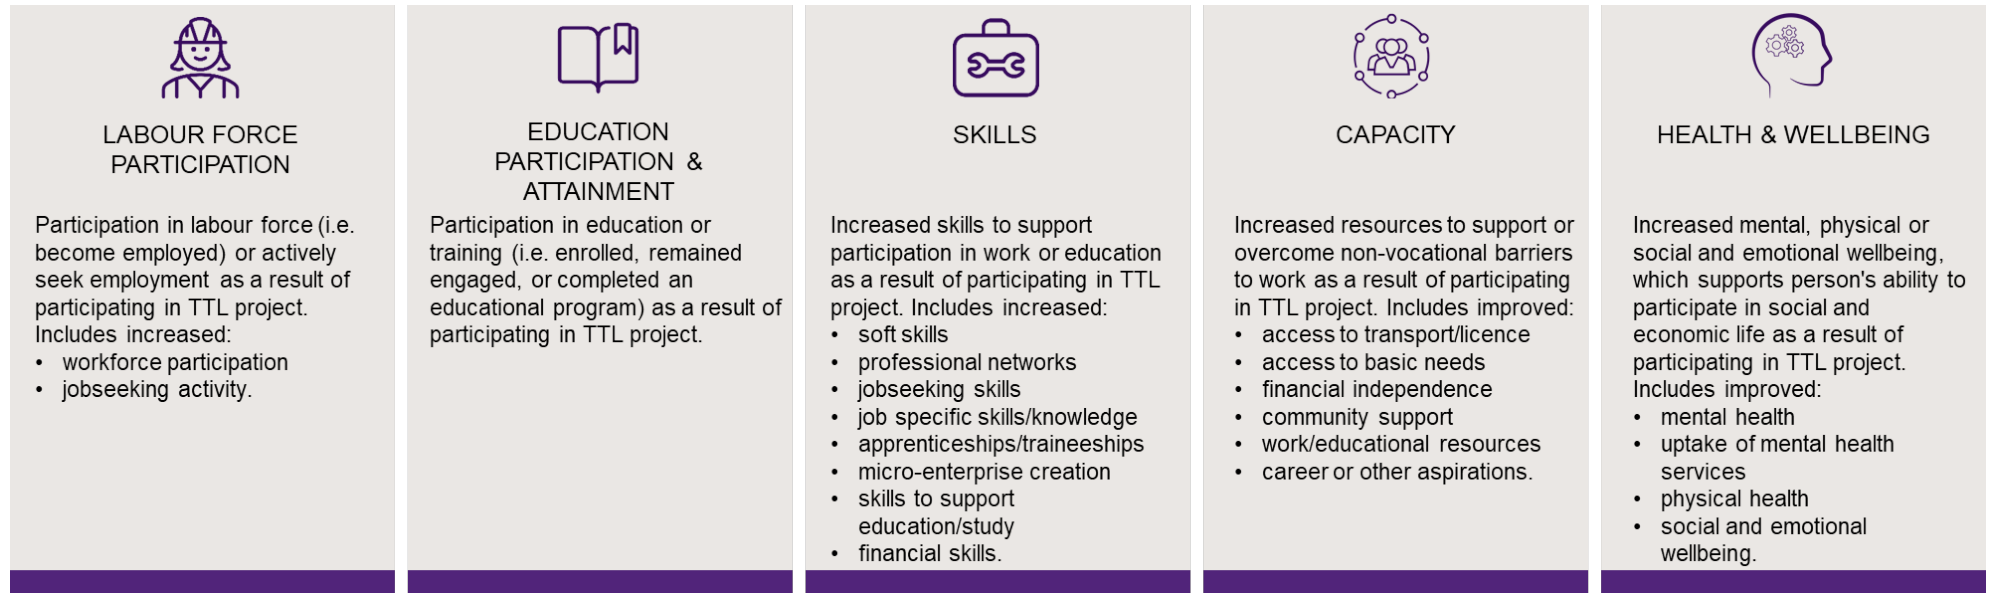 LABOUR FORCE
PARTICIPATION
Participation in labour force (i.e.
become employed) or actively
seek employment as a result of
participating in TTL project.
Includes increased:
• workforce participation
• jobseeking activity.
EDUCATION
PARTICIPATION &
ATTAINMENT
Participation in education or
training (i.e. enrolled, remained
engaged, or completed an
educational program) as a result of
participating in TTL project.
SKILLS
Increased skills to support
participation in work or education
as a result of participating in TTL
project. Includes increased:
• soft skills
• professional networks
• jobseeking skills
• job specific skills/knowledge
• apprenticeships/traineeships
• micro-enterprise creation
• skills to support
education/study
• financial skills.
CAPACITY
Increased resources to support or
overcome non-vocational barriers
to work as a result of participating
in TTL project. Includes improved:
• access to transport/licence
• access to basic needs
• financial independence
• community support
• work/educational resources
• career or other aspirations.
HEALTH & WELLBEING
Increased mental, physical or
social and emotional wellbeing,
which supports person's ability to
participate in social and
economic life as a result of
participating in TTL project.
Includes improved:
• mental health
• uptake of mental health
services
• physical health
• social and emotional
wellbeing.